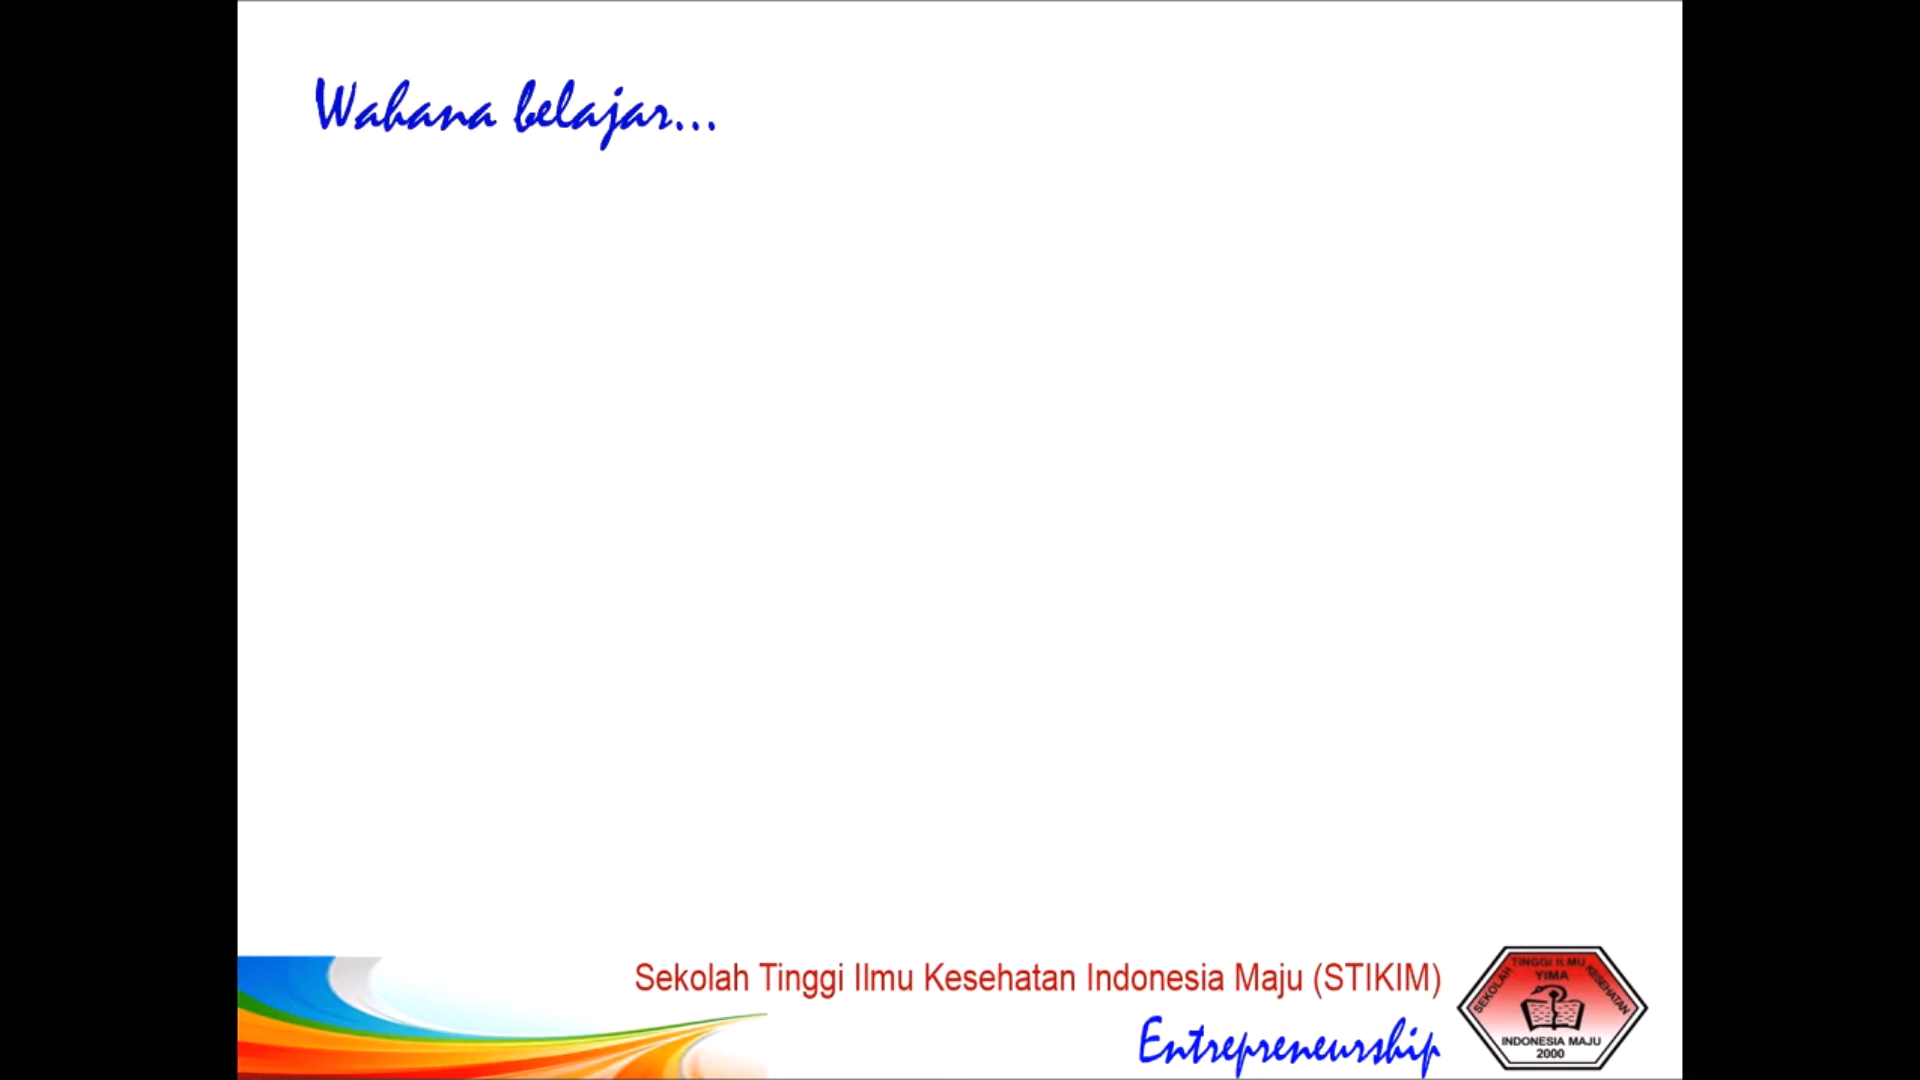 Wahana belajar...
Sekolah Tinggi Ilmu Kesehatan Indonesia Maju (STIKIM)
Entrepreneurship
SEKOLAH TINGGI ILMU KESEHATAN
YIMA
INDONESIA MAJU
2000